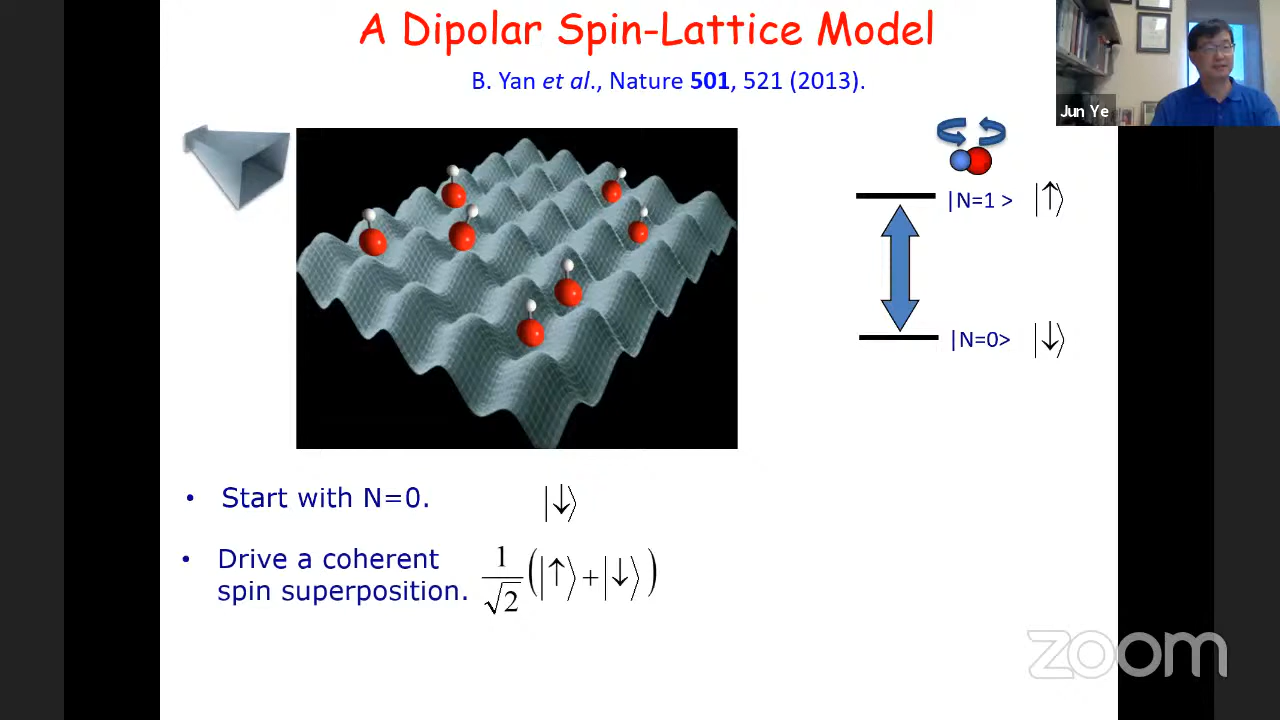 A Dipolar Spin-Lattice Model
B. Yan et al., Nature 501, 521 (2013).
Jun Ye
|N=1 > |↑⟩
|N=0> |↓⟩
• Start with N=0. |↓⟩
• Drive a coherent
spin superposition. 1/√2 (|↑⟩+|↓⟩)
zoom